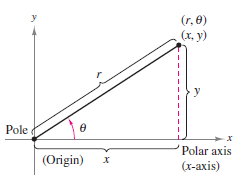 y
(r, θ)
(x, y)
r
y
Pole
θ
x
(Origin)
x
Polar axis
(x-axis)